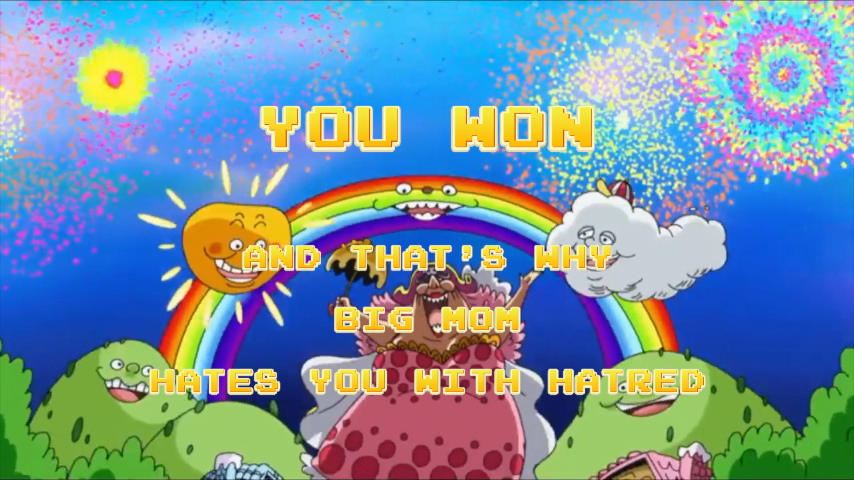 YOU WON
AND THAT'S WHY
BIG MOM
HATES YOU WITH HATRED